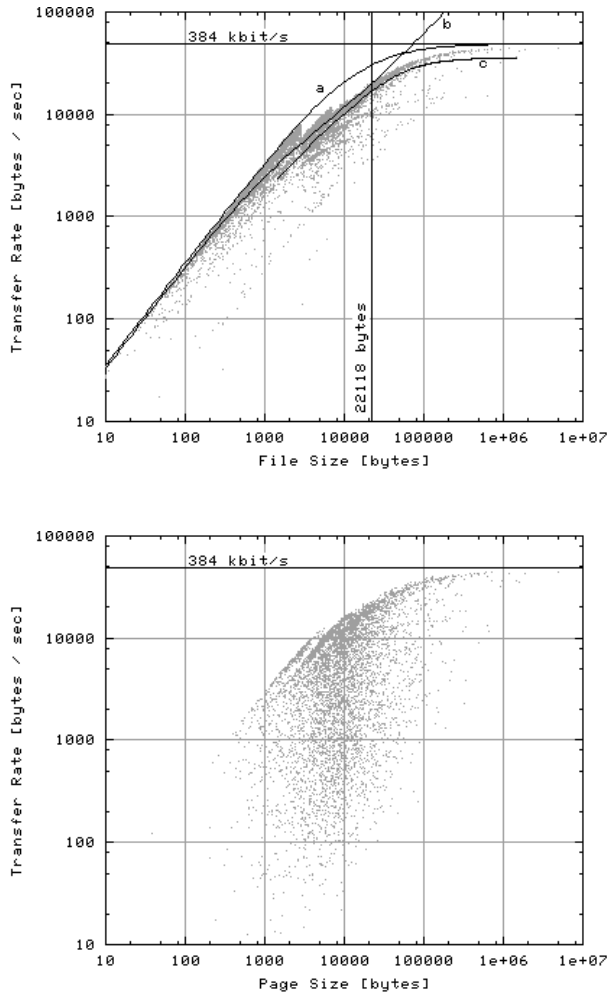 100000
b
384 kbit/s
a
c
10000
Transfer Rate [bytes / sec]
1000
22118 bytes
100
10
10 100 1000 10000 100000 1e+06 1e+07
File Size [bytes]
100000
384 kbit/s
10000
Transfer Rate [bytes / sec]
1000
100
10
10 100 1000 10000 100000 1e+06 1e+07
Page Size [bytes]